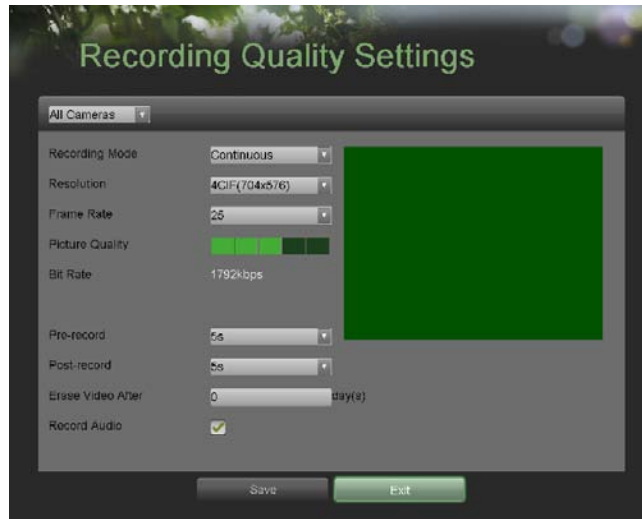 Recording Quality Settings
All Cameras
Recording Mode Continuous
Resolution 4CIF(704x576)
Frame Rate 25
Picture Quality
Bit Rate 1792kbps
Pre-record 5s
Post-record 5s
Erase Video After 0 day(s)
Record Audio
Save Exit